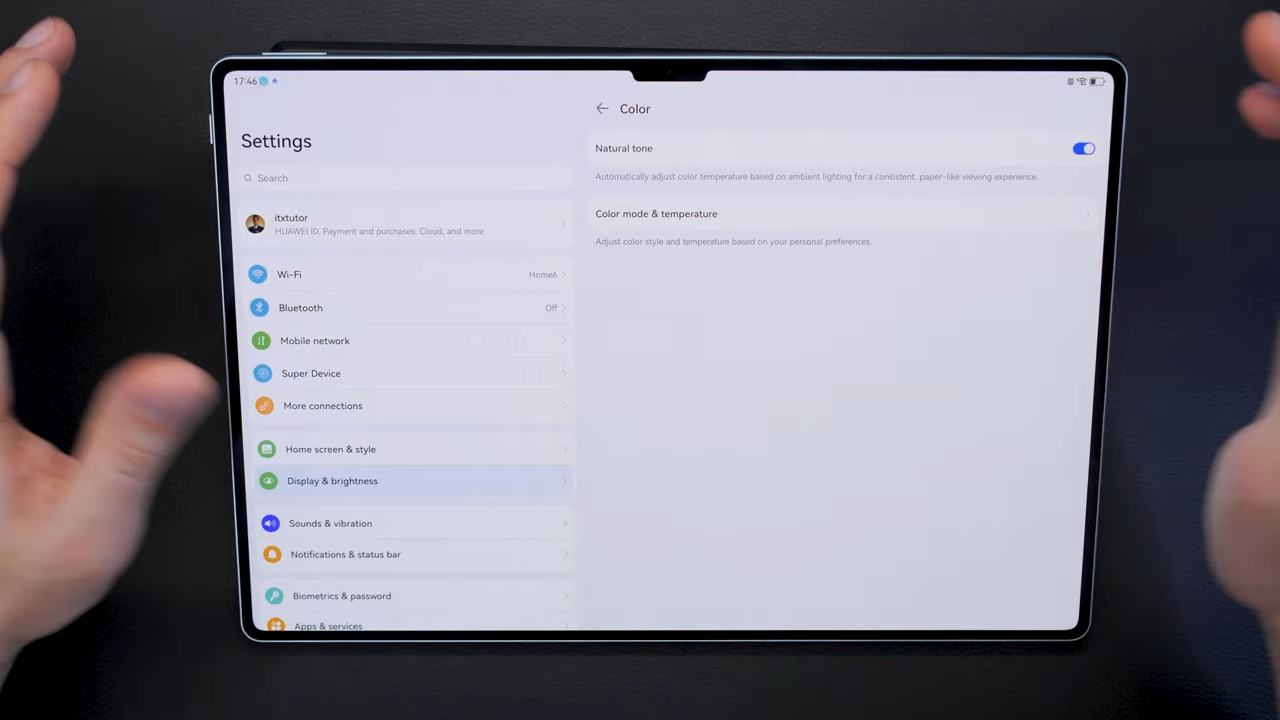 17:46
Settings
Search
itxtutor
HUAWEI ID, Payment and purchases, Cloud, and more
Wi-Fi
Home6
Bluetooth
Off
Mobile network
Super Device
More connections
Home screen & style
Display & brightness
Sounds & vibration
Notifications & status bar
Biometrics & password
Apps & services
Color
Natural tone
Automatically adjust color temperature based on ambient lighting for a consistent, paper-like viewing experience.
Color mode & temperature
Adjust color style and temperature based on your personal preferences